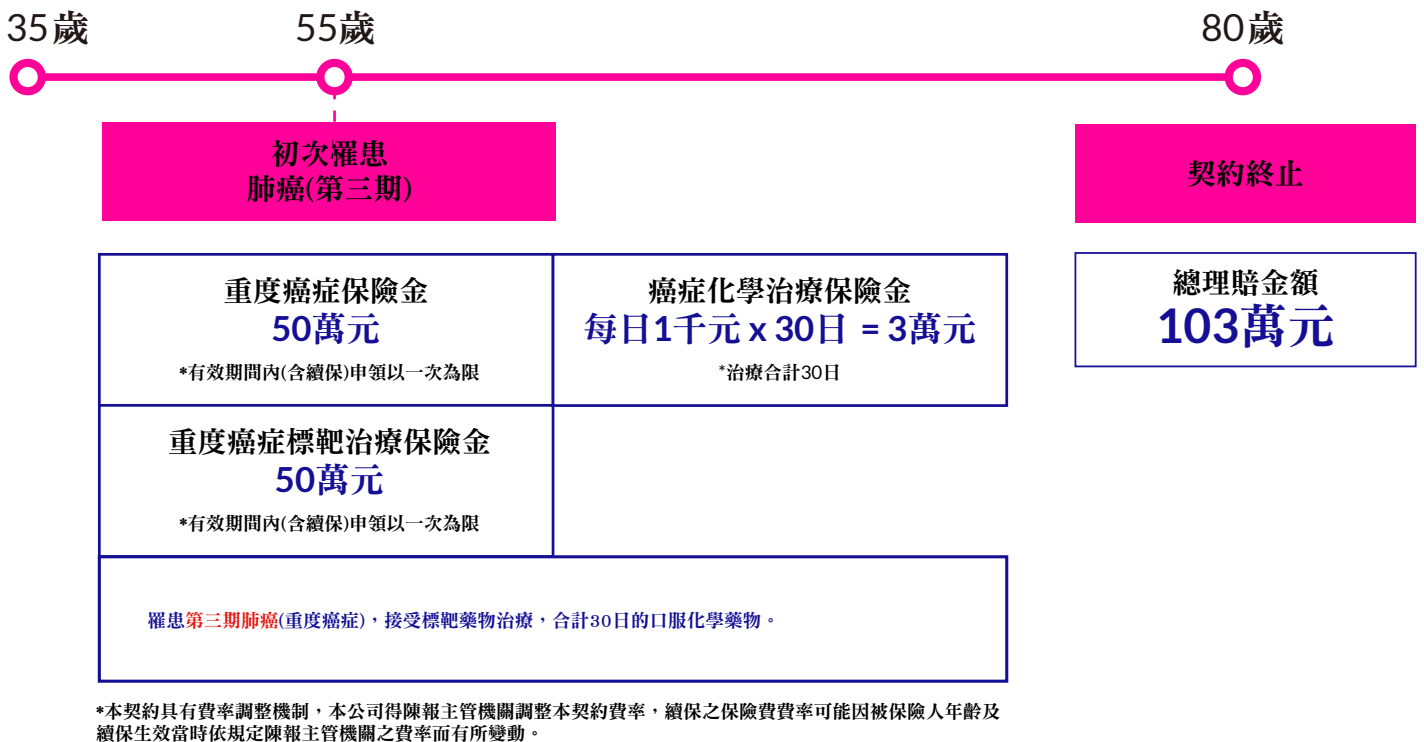 35歲
55歲
80歲
初次罹患
肺癌(第三期)
契約終止
重度癌症保險金
50萬元
*有效期間內(含續保)申領以一次為限
癌症化學治療保險金
每日1千元 x 30日 = 3萬元
*治療合計30日
總理賠金額
103萬元
重度癌症標靶治療保險金
50萬元
*有效期間內(含續保)申領以一次為限
罹患第三期肺癌(重度癌症)，接受標靶藥物治療，合計30日的口服化學藥物。
*本契約具有費率調整機制，本公司得陳報主管機關調整本契約費率，續保之保險費費率可能因被保險人年齡及
續保生效當時依規定陳報主管機關之費率而有所變動。